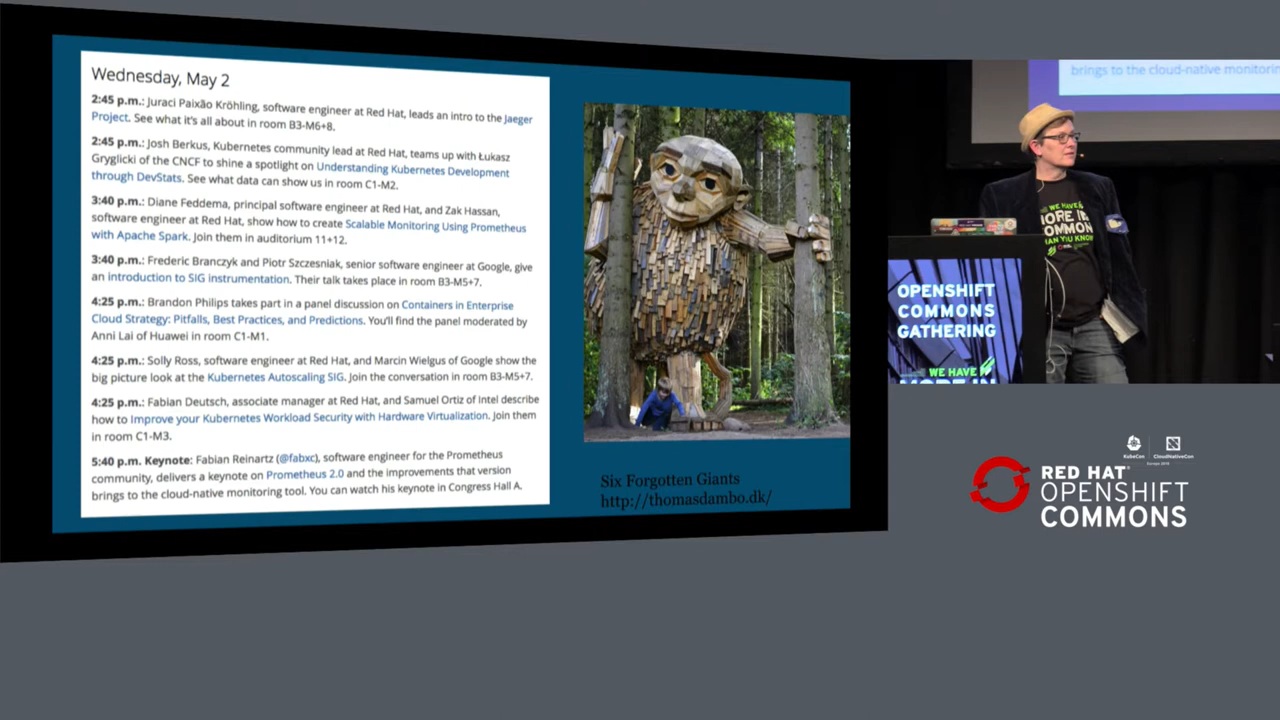 Wednesday, May 2
2:45 p.m.: Juraci Paixão Kröhling, software engineer at Red Hat, leads an intro to the Jaeger
Project. See what it's all about in room B3-M6+8.
2:45 p.m.: Josh Berkus, Kubernetes community lead at Red Hat, teams up with Łukasz
Gryglicki of the CNCF to shine a spotlight on Understanding Kubernetes Development
through DevStats. See what data can show us in room C1-M2.
3:40 p.m.: Diane Feddema, principal software engineer at Red Hat, and Zak Hassan,
software engineer at Red Hat, show how to create Scalable Monitoring Using Prometheus
with Apache Spark. Join them in auditorium 11+12.
3:40 p.m.: Frederic Branczyk and Piotr Szczesniak, senior software engineer at Google, give
an introduction to SIG instrumentation. Their talk takes place in room B3-M5+7.
4:25 p.m.: Brandon Philips takes part in a panel discussion on Containers in Enterprise
Cloud Strategy: Pitfalls, Best Practices, and Predictions. You'll find the panel moderated by
Anni Lai of Huawei in room C1-M1.
4:25 p.m.: Solly Ross, software engineer at Red Hat, and Marcin Wielgus of Google show the
big picture look at the Kubernetes Autoscaling SIG. Join the conversation in room B3-M5+7.
4:25 p.m.: Fabian Deutsch, associate manager at Red Hat, and Samuel Ortiz of Intel describe
how to Improve your Kubernetes Workload Security with Hardware Virtualization. Join them
in room C1-M3.
5:40 p.m. Keynote: Fabian Reinartz (@fabxc), software engineer for the Prometheus
community, delivers a keynote on Prometheus 2.0 and the improvements that version
brings to the cloud-native monitoring tool. You can watch his keynote in Congress Hall A.
Six Forgotten Giants
http://thomasdambo.dk/
brings to the cloud-native monitorin
WE HAVE
MORE IN
COMMON
THAN YOU KNOW
OPENSHIFT
COMMONS
GATHERING
WE HAVE
MORE IN
KubeCon
CloudNativeCon
Europe 2018
RED HAT
OPENSHIFT
COMMONS